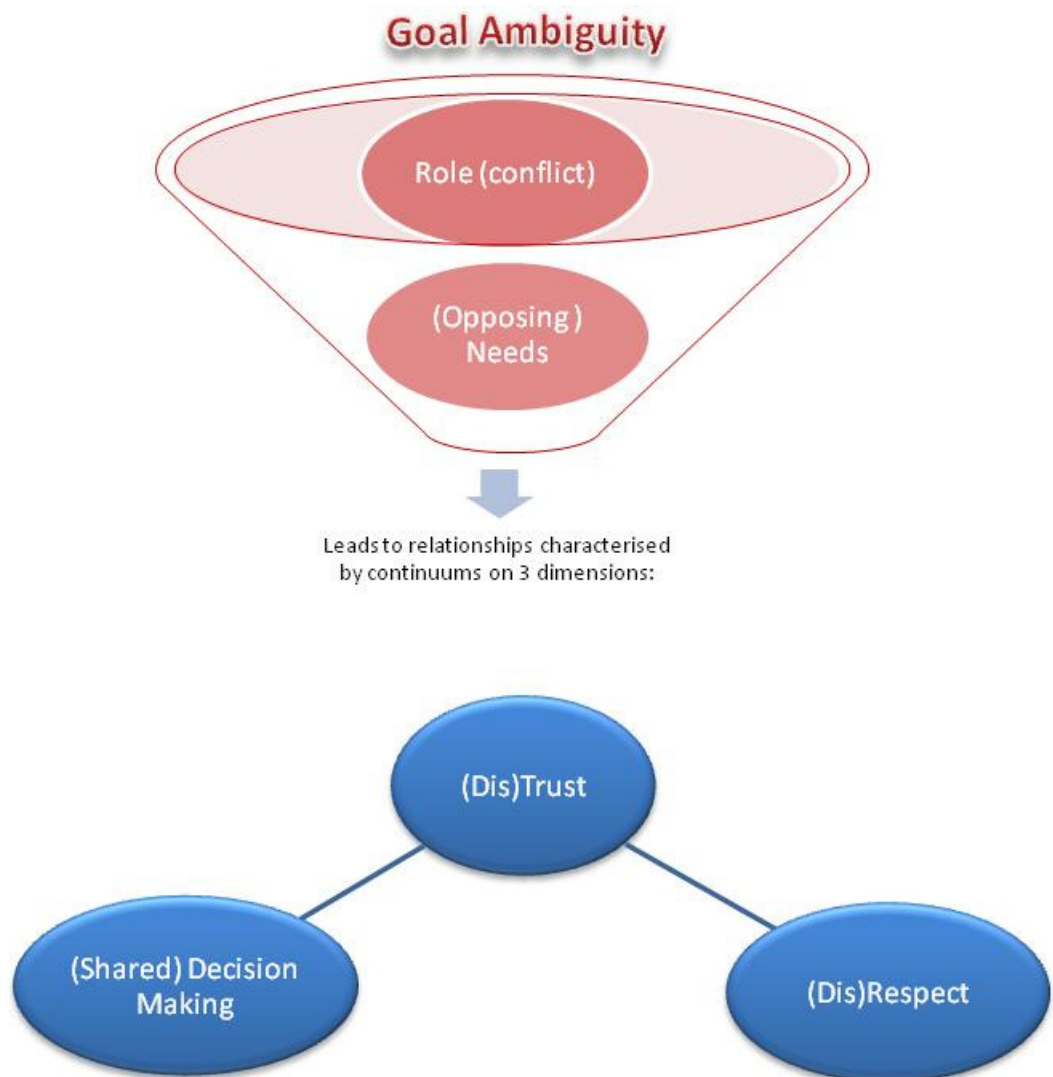 Goal Ambiguity
Role (conflict)
(Opposing )
Needs
Leads to relationships characterised
by continuums on 3 dimensions:
(Dis)Trust
(Shared) Decision
Making
(Dis)Respect